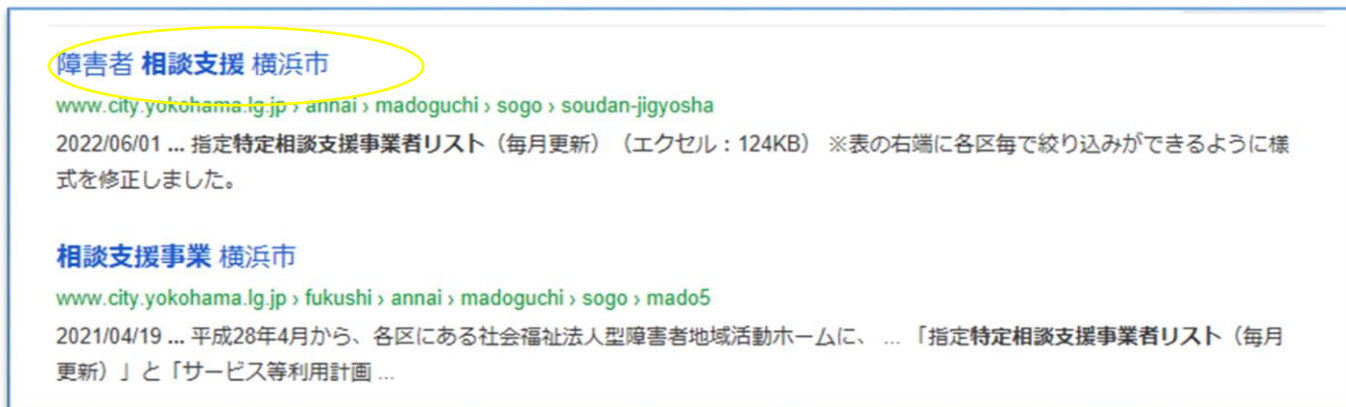 障害者 相談支援 横浜市
www.city.yokohama.lg.jp › annai › madoguchi › sogo › soudan-jigyosha
2022/06/01 ... 指定特定相談支援事業者リスト（毎月更新）（エクセル：124KB） ※表の右端に各区毎で絞り込みができるように様
式を修正しました。
相談支援事業 横浜市
www.city.yokohama.lg.jp › fukushi › annai › madoguchi › sogo › mado5
2021/04/19 ... 平成28年4月から、各区にある社会福祉法人型障害者地域活動ホームに、 ... 「指定特定相談支援事業者リスト（毎月
更新）」と「サービス等利用計画 ...